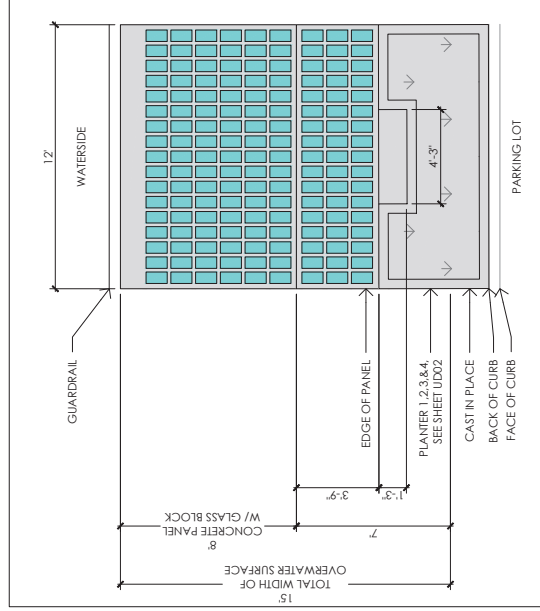 12'
WATERSIDE
4'-3"
PARKING LOT
GUARDRAIL
EDGE OF PANEL
PLANTER 1,2,3,&4,
SEE SHEET UD02
CAST IN PLACE
BACK OF CURB
FACE OF CURB
3'-9"
1'-3"
8'
CONCRETE PANEL
W/ GLASS BLOCK
7'
15'
TOTAL WIDTH OF
OVERWATER SURFACE